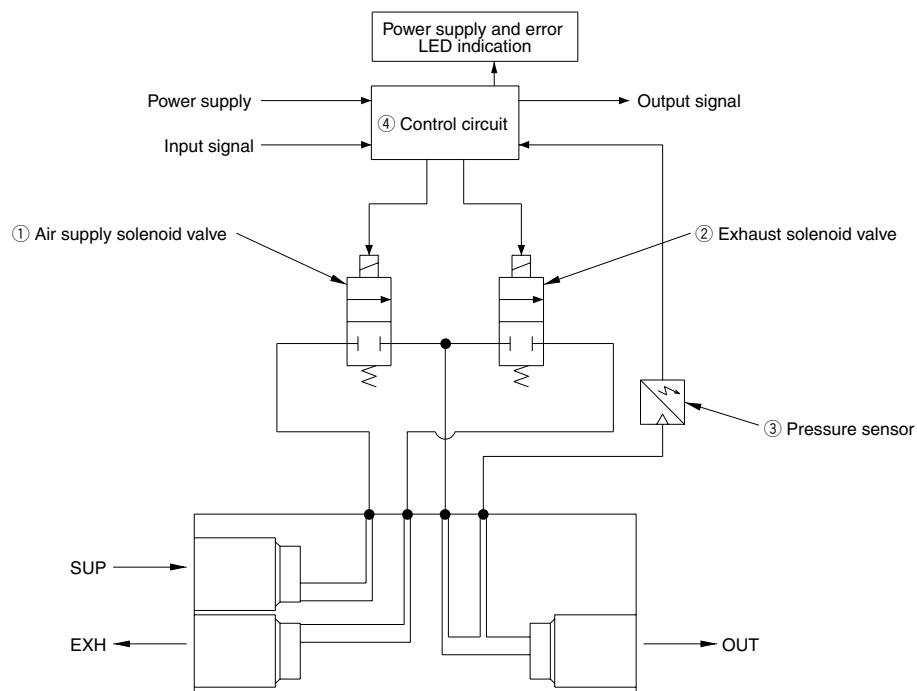 Power supply and error
LED indication
Power supply
Output signal
④ Control circuit
Input signal
① Air supply solenoid valve
② Exhaust solenoid valve
③ Pressure sensor
SUP
EXH
OUT